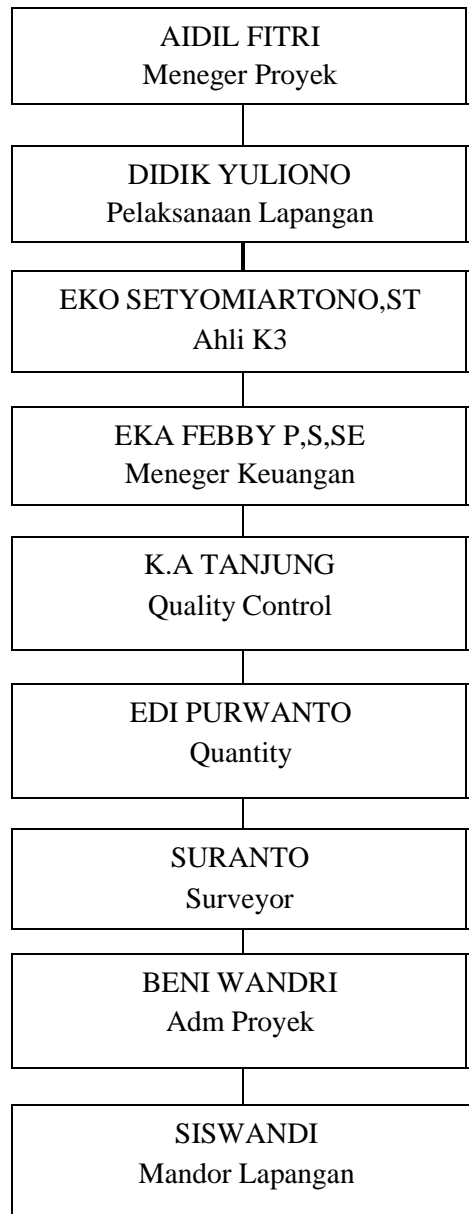 AIDIL FITRI
Meneger Proyek
DIDIK YULIONO
Pelaksanaan Lapangan
EKO SETYOMIARTONO,ST
Ahli K3
EKA FEBBY P,S,SE
Meneger Keuangan
K.A TANJUNG
Quality Control
EDI PURWANTO
Quantity
SURANTO
Surveyor
BENI WANDRI
Adm Proyek
SISWANDI
Mandor Lapangan